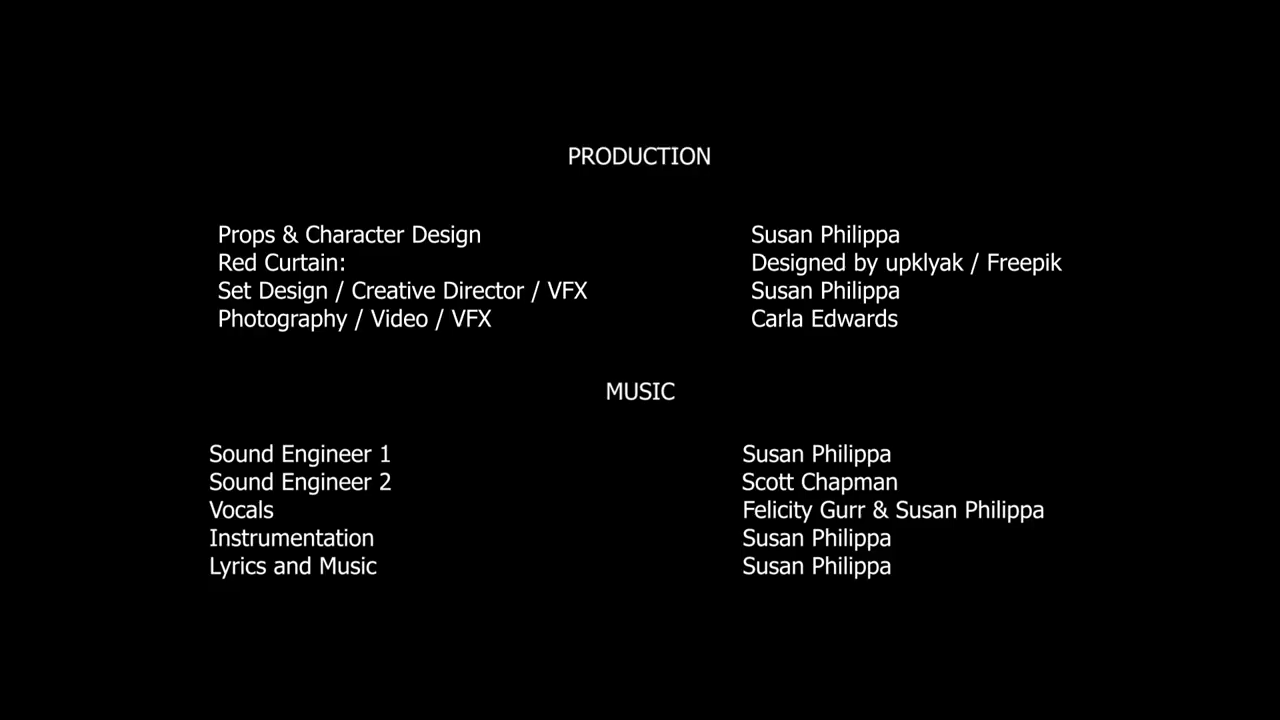 PRODUCTION
Props & Character Design Susan Philippa
Red Curtain: Designed by upklyak / Freepik
Set Design / Creative Director / VFX Susan Philippa
Photography / Video / VFX Carla Edwards
MUSIC
Sound Engineer 1 Susan Philippa
Sound Engineer 2 Scott Chapman
Vocals Felicity Gurr & Susan Philippa
Instrumentation Susan Philippa
Lyrics and Music Susan Philippa